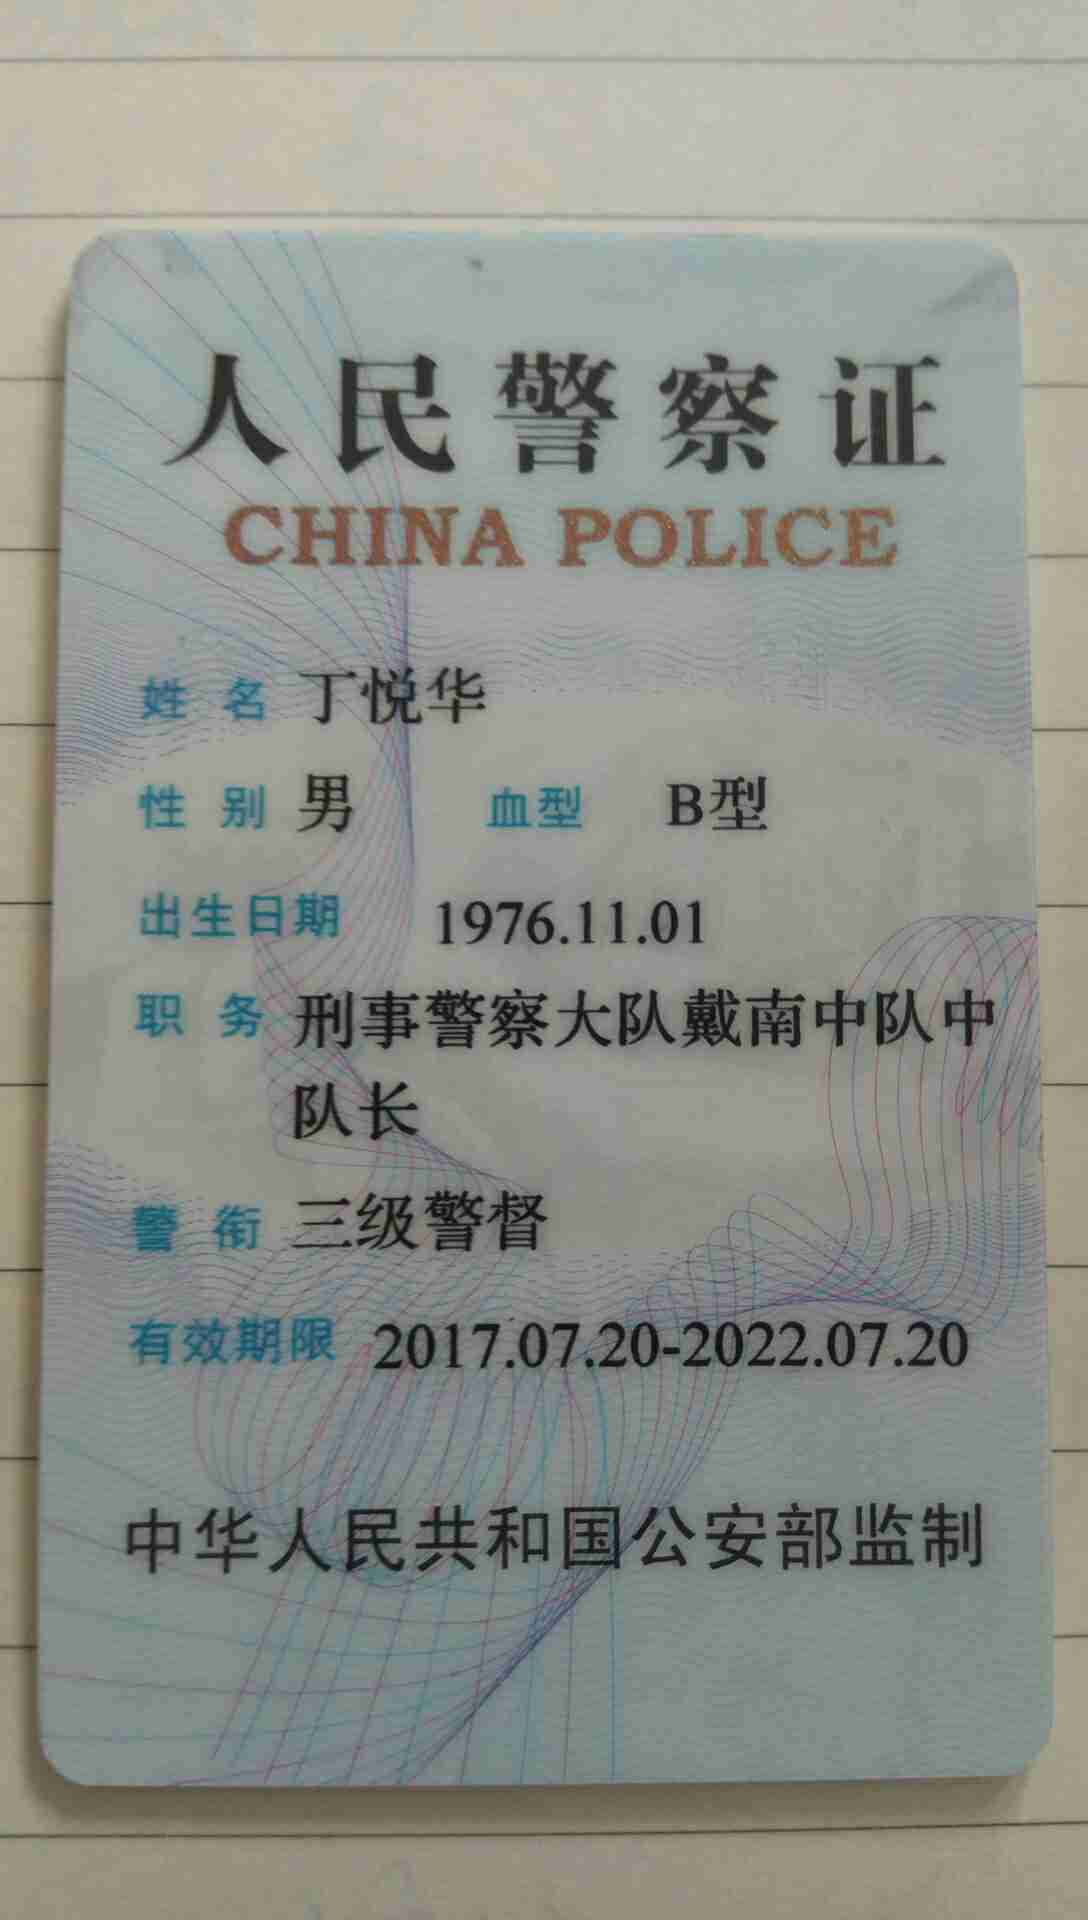 人民警察证
CHINA POLICE
姓 名 丁悦华
性 别 男 血型 B型
出生日期 1976.11.01
职 务 刑事警察大队戴南中队中
队长
警 衔 三级警督
有效期限 2017.07.20-2022.07.20
中华人民共和国公安部监制